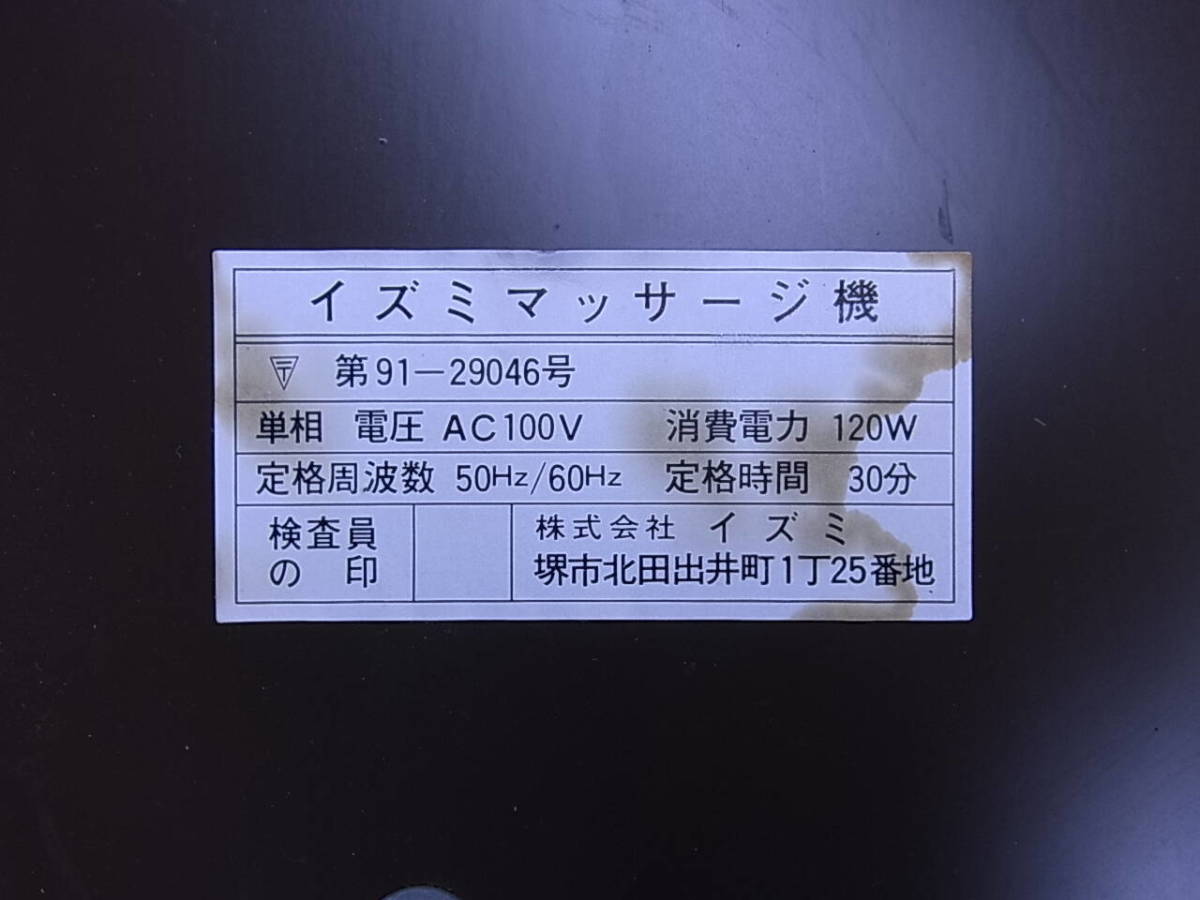 イズミマッサージ機
〒 第91-29046号
単相 電圧 AC100V 消費電力 120W
定格周波数 50Hz/60Hz 定格時間 30分
検査員の印
株式会社 イズミ
堺市北田出井町1丁25番地